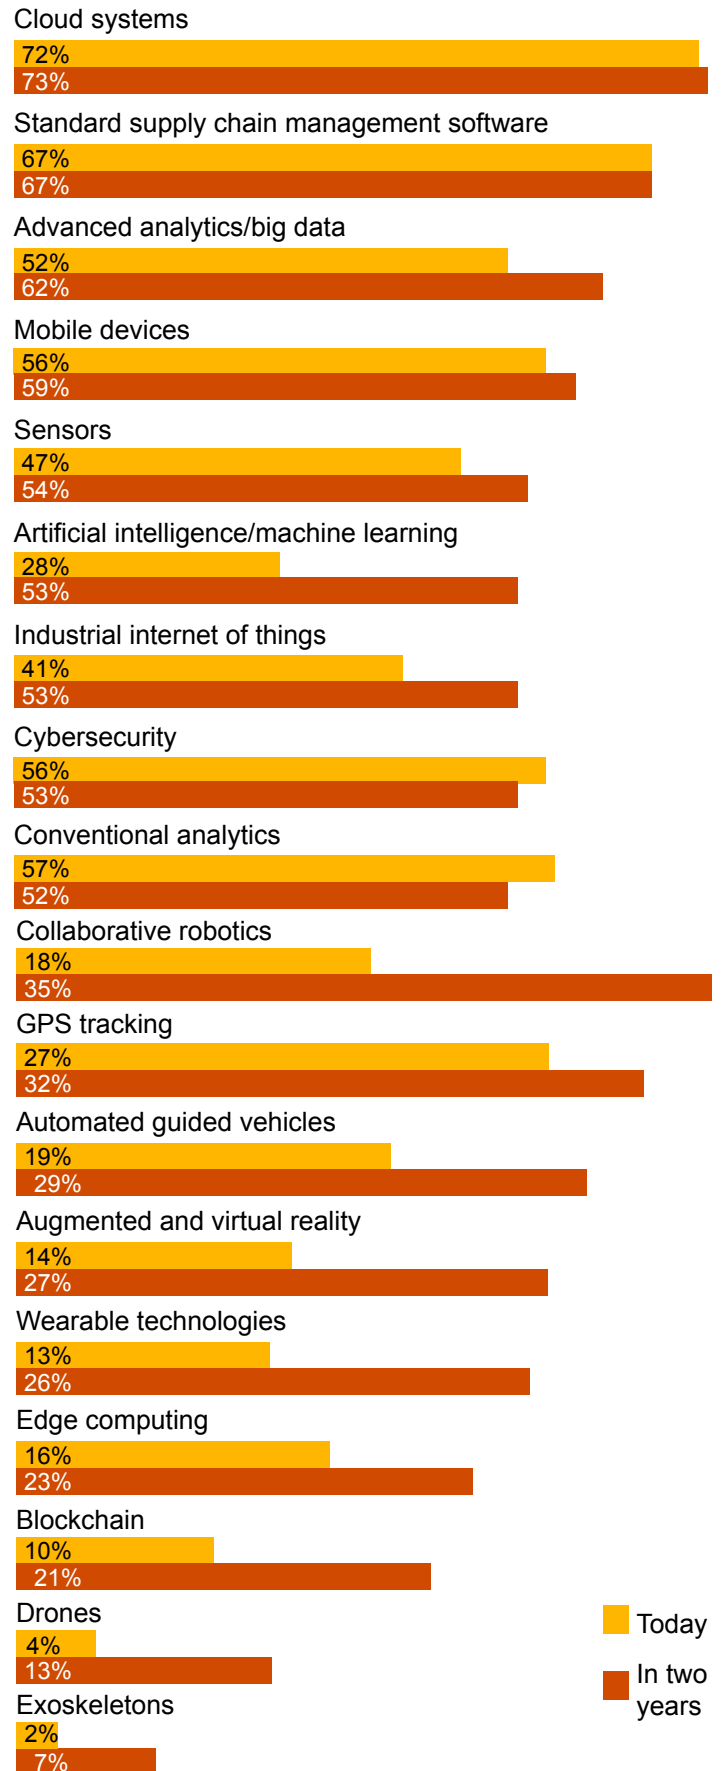 Cloud systems
72%
73%
Standard supply chain management software
67%
67%
Advanced analytics/big data
52%
62%
Mobile devices
56%
59%
Sensors
47%
54%
Artificial intelligence/machine learning
28%
53%
Industrial internet of things
41%
53%
Cybersecurity
56%
53%
Conventional analytics
57%
52%
Collaborative robotics
18%
35%
GPS tracking
27%
32%
Automated guided vehicles
19%
29%
Augmented and virtual reality
14%
27%
Wearable technologies
13%
26%
Edge computing
16%
23%
Blockchain
10%
21%
Drones
4%
13%
Exoskeletons
2%
7%
Today
In two
years